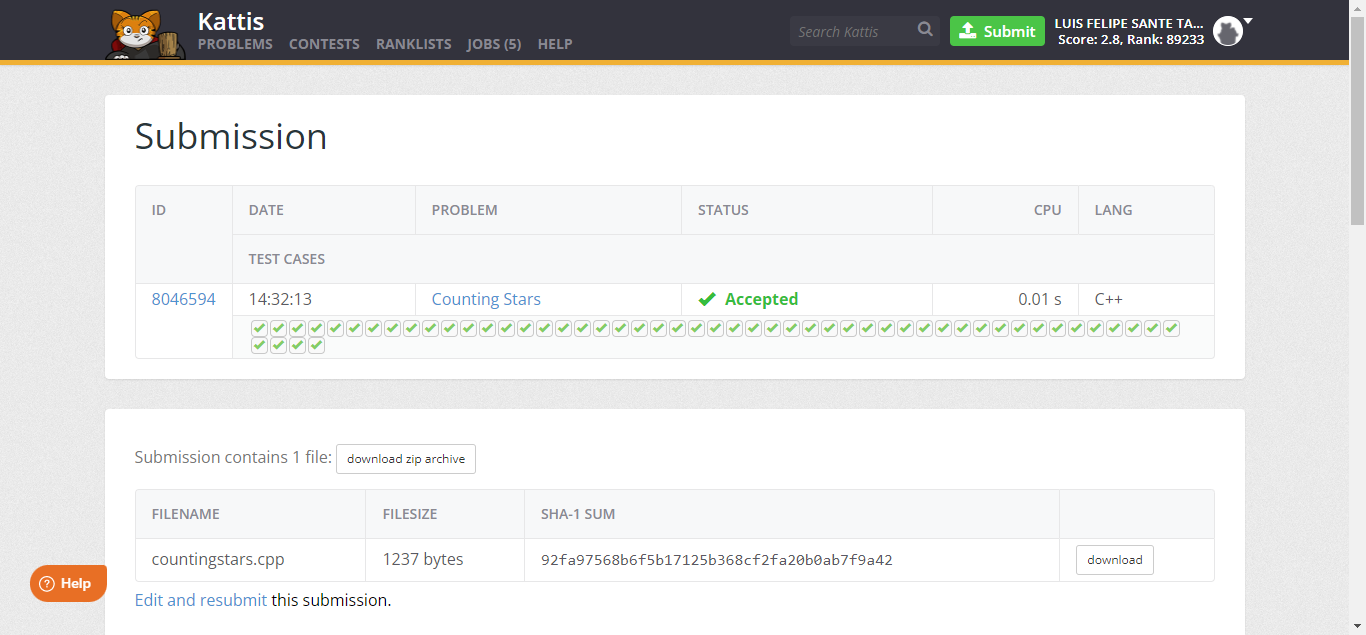 Kattis
PROBLEMS CONTESTS RANKLISTS JOBS (5) HELP
Search Kattis
Submit
LUIS FELIPE SANTE TA...
Score: 2.8, Rank: 89233
Submission
ID DATE PROBLEM STATUS CPU LANG
TEST CASES
8046594 14:32:13 Counting Stars Accepted 0.01 s C++
Submission contains 1 file: download zip archive
FILENAME FILESIZE SHA-1 SUM
countingstars.cpp 1237 bytes 92fa97568b6f5b17125b368cf2fa20b0ab7f9a42 download
Help
Edit and resubmit this submission.